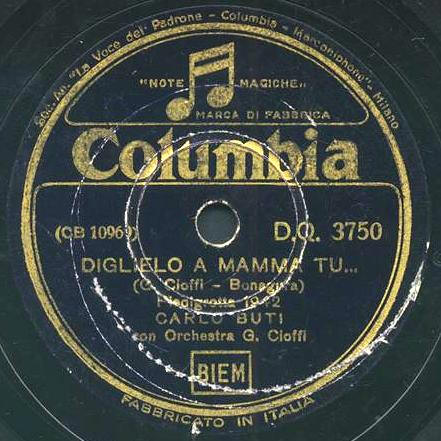 Soc. An. "La Voce del Padrone - Columbia - Marconiphone" - Milano
"NOTE MAGICHE"
MARCA DI FABBRICA
Columbia
(CB 10969) D.Q. 3750
DIGLIELO A MAMMA TU...
(G. Cioffi - Bonagura)
Piedigrotta 1942
CARLO BUTI
con Orchestra G. Cioffi
BIEM
FABBRICATO IN ITALIA